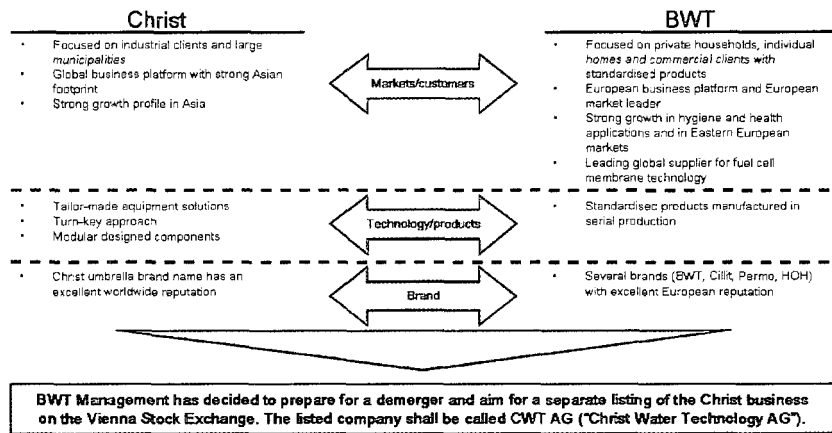 Christ
• Focused on industrial clients and large
municipalities
• Global business platform with strong Asian
footprint
• Strong growth profile in Asia
Markets/customers
BWT
• Focused on private households, individual
homes and commercial clients with
standardised products
• European business platform and European
market leader
• Strong growth in hygiene and health
applications and in Eastern European
markets
• Leading global supplier for fuel cell
membrane technology
• Tailor-made equipment solutions
• Turn-key approach
• Modular designed components
Technology/products
• Standardised products manufactured in
serial production
• Christ umbrella brand name has an
excellent worldwide reputation
Brand
• Several brands (BWT, Cillit, Permo, HOH)
with excellent European reputation
BWT Management has decided to prepare for a demerger and aim for a separate listing of the Christ business
on the Vienna Stock Exchange. The listed company shall be called CWT AG ("Christ Water Technology AG").